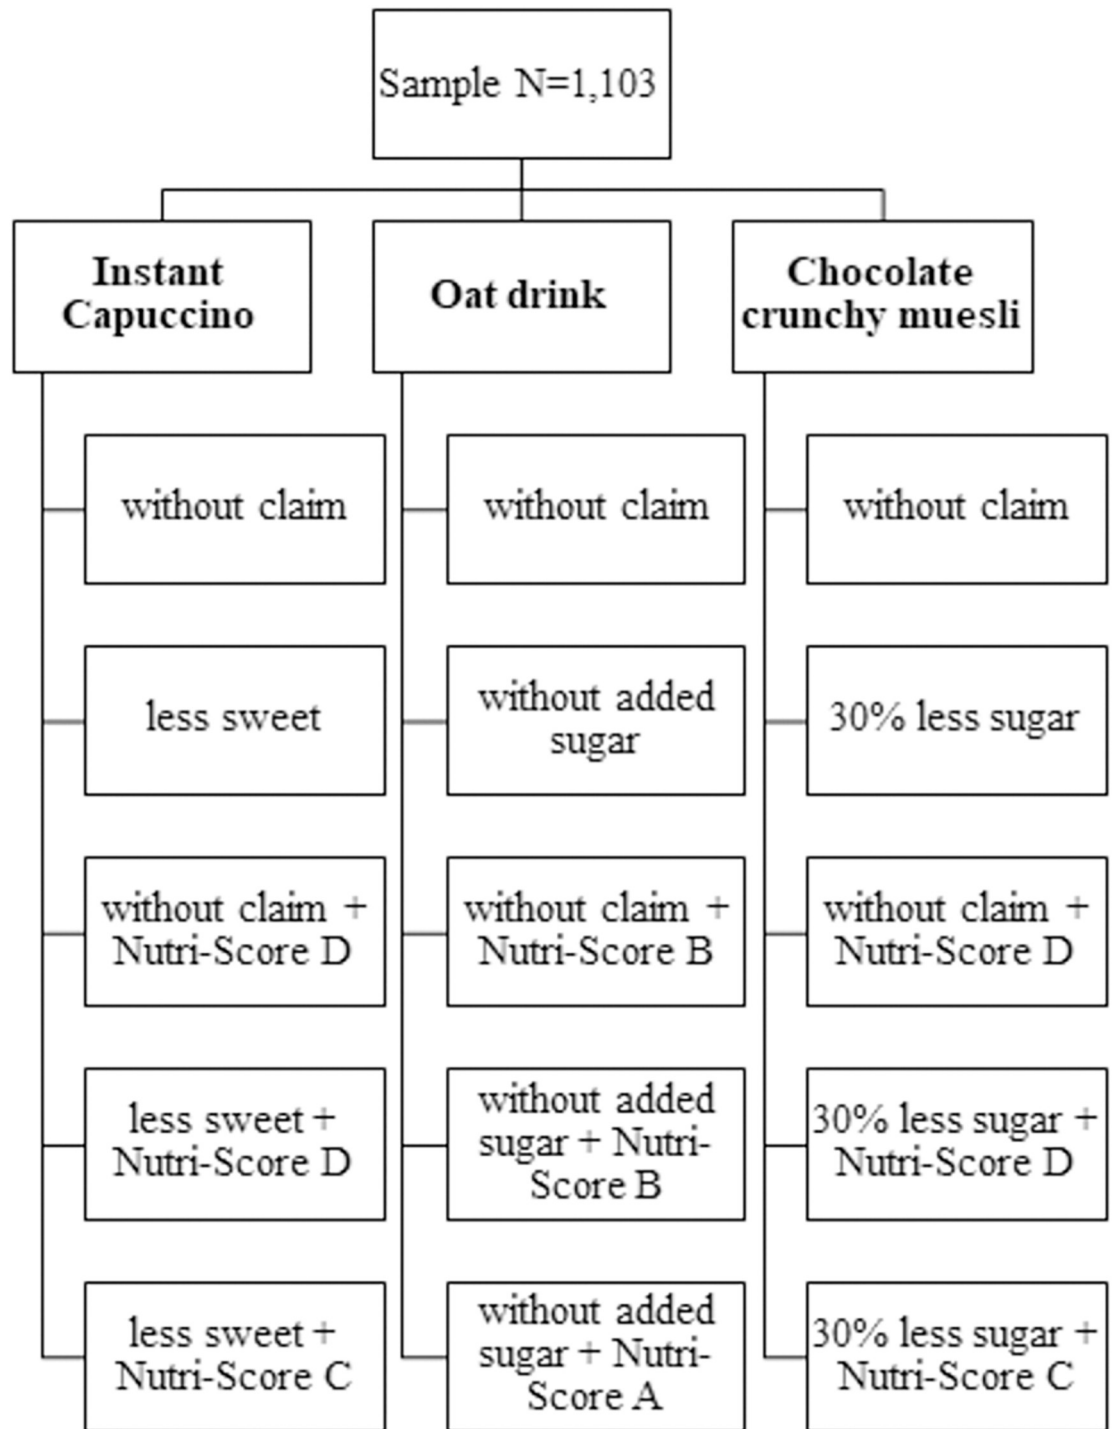 Sample N=1,103
Instant
Capuccino
Oat drink
Chocolate
crunchy muesli
without claim
without claim
without claim
less sweet
without added
sugar
30% less sugar
without claim +
Nutri-Score D
without claim +
Nutri-Score B
without claim +
Nutri-Score D
less sweet +
Nutri-Score D
without added
sugar + Nutri-
Score B
30% less sugar +
Nutri-Score D
less sweet +
Nutri-Score C
without added
sugar + Nutri-
Score A
30% less sugar +
Nutri-Score C